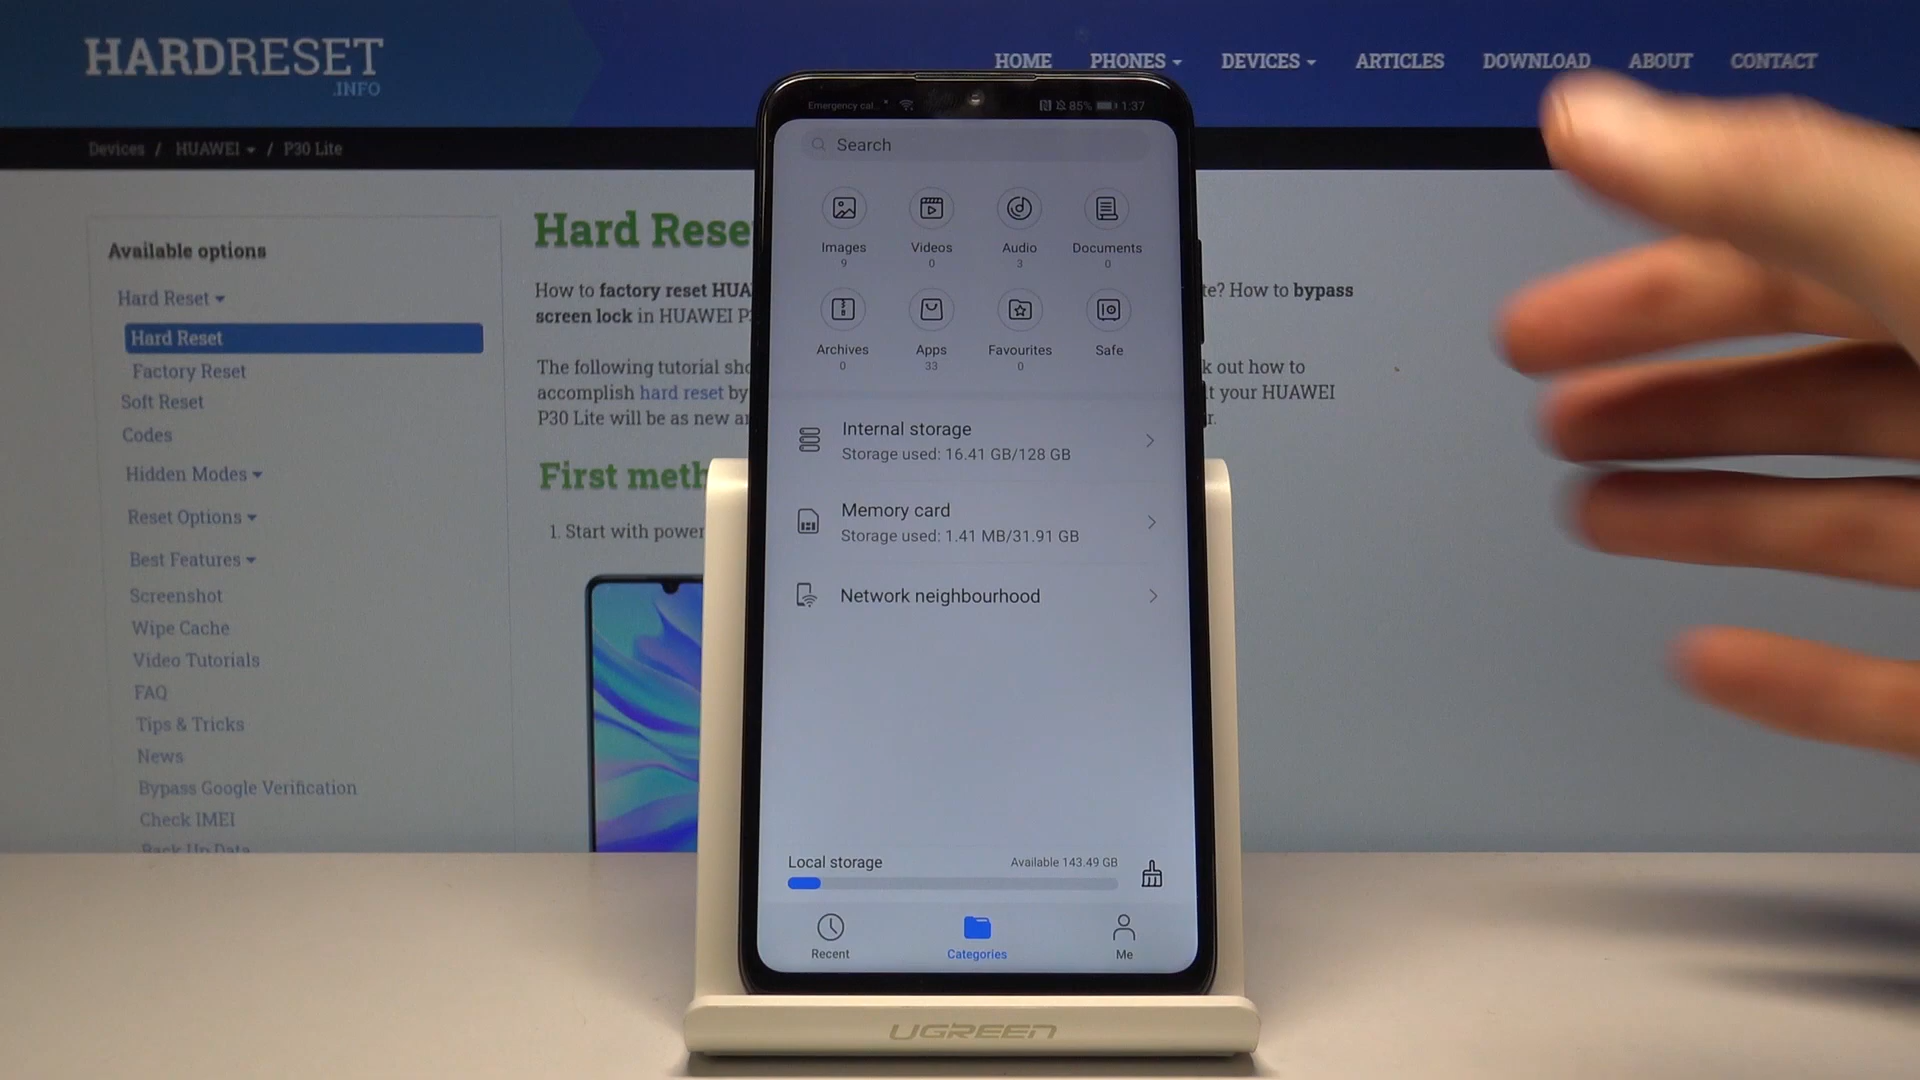 HARDRESET
.INFO
HOME PHONES DEVICES ARTICLES DOWNLOAD ABOUT CONTACT
Devices / HUAWEI / P30 Lite
Available options
Hard Reset
Hard Reset
Factory Reset
Soft Reset
Codes
Hidden Modes
Reset Options
Best Features
Screenshot
Wipe Cache
Video Tutorials
FAQ
Tips & Tricks
News
Bypass Google Verification
Check IMEI
Back Up Data
Hard Rese
How to factory reset HUA
te? How to bypass
screen lock in HUAWEI P
The following tutorial sho
k out how to
accomplish hard reset by
t your HUAWEI
P30 Lite will be as new a
r.
First meth
1. Start with power
Emergency cal..
85% 1:37
Search
Images
9
Videos
0
Audio
3
Documents
0
Archives
0
Apps
33
Favourites
0
Safe
Internal storage
Storage used: 16.41 GB/128 GB
Memory card
Storage used: 1.41 MB/31.91 GB
Network neighbourhood
Local storage
Available 143.49 GB
Recent
Categories
Me
UGREEN